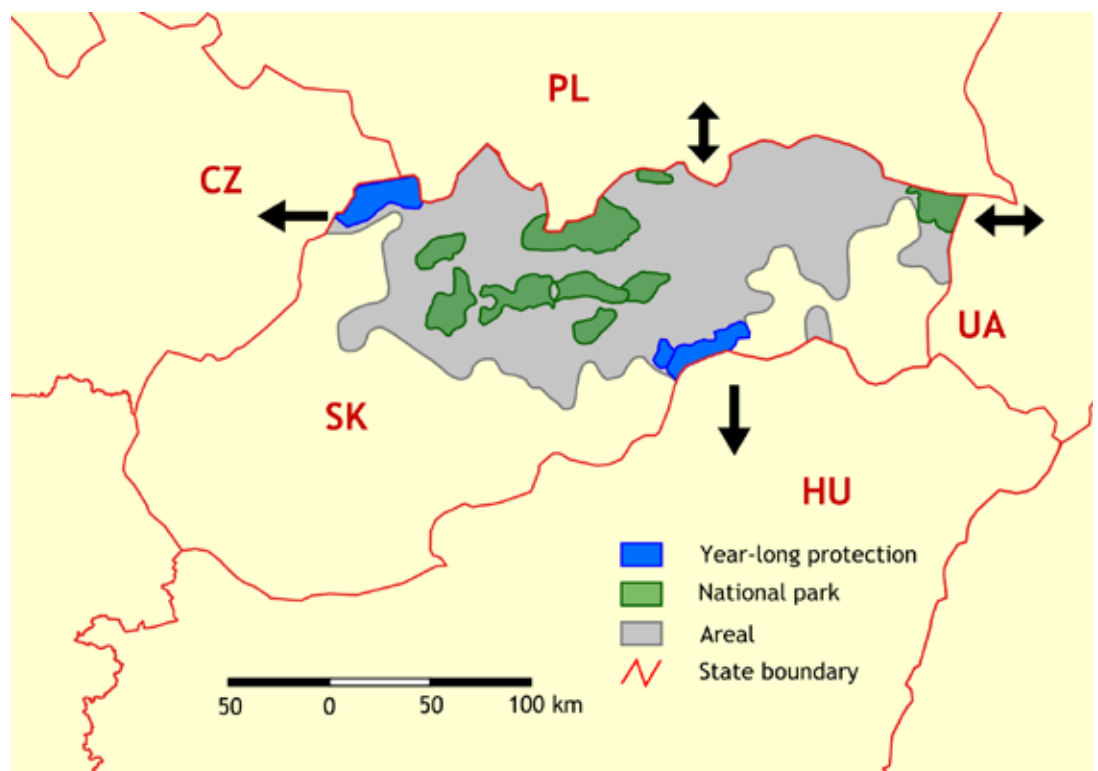 PL
CZ
UA
SK
HU
Year-long protection
National park
Areal
State boundary
50 0 50 100 km